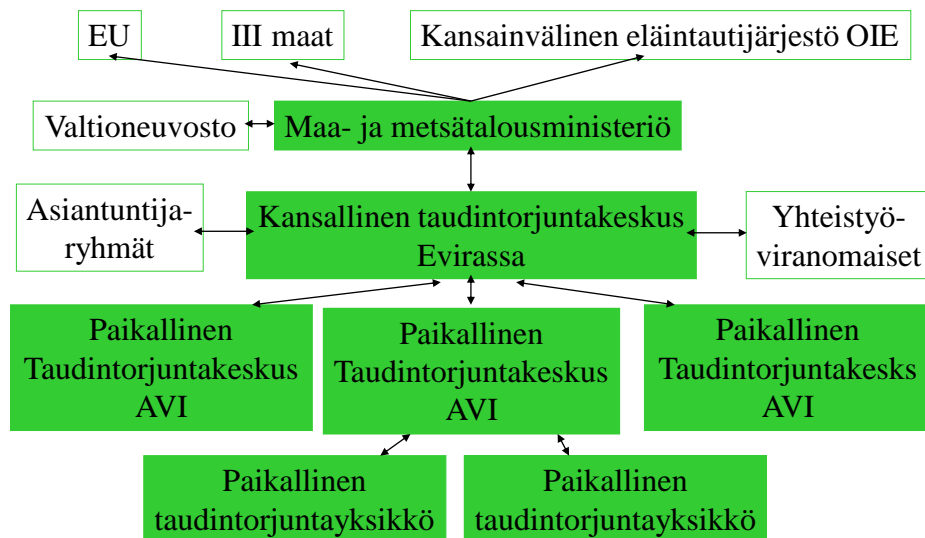 EU
III maat
Kansainvälinen eläintautijärjestö OIE
Valtioneuvosto
Maa- ja metsätalousministeriö
Asiantuntija-
ryhmät
Kansallinen taudintorjuntakeskus
Evirassa
Yhteistyö-
viranomaiset
Paikallinen
Taudintorjuntakeskus
AVI
Paikallinen
Taudintorjuntakeskus
AVI
Paikallinen
Taudintorjuntakesks
AVI
Paikallinen
taudintorjuntayksikkö
Paikallinen
taudintorjuntayksikkö